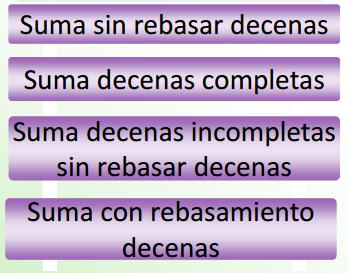 Suma sin rebasar decenas
Suma decenas completas
Suma decenas incompletas
sin rebasar decenas
Suma con rebasamiento
decenas